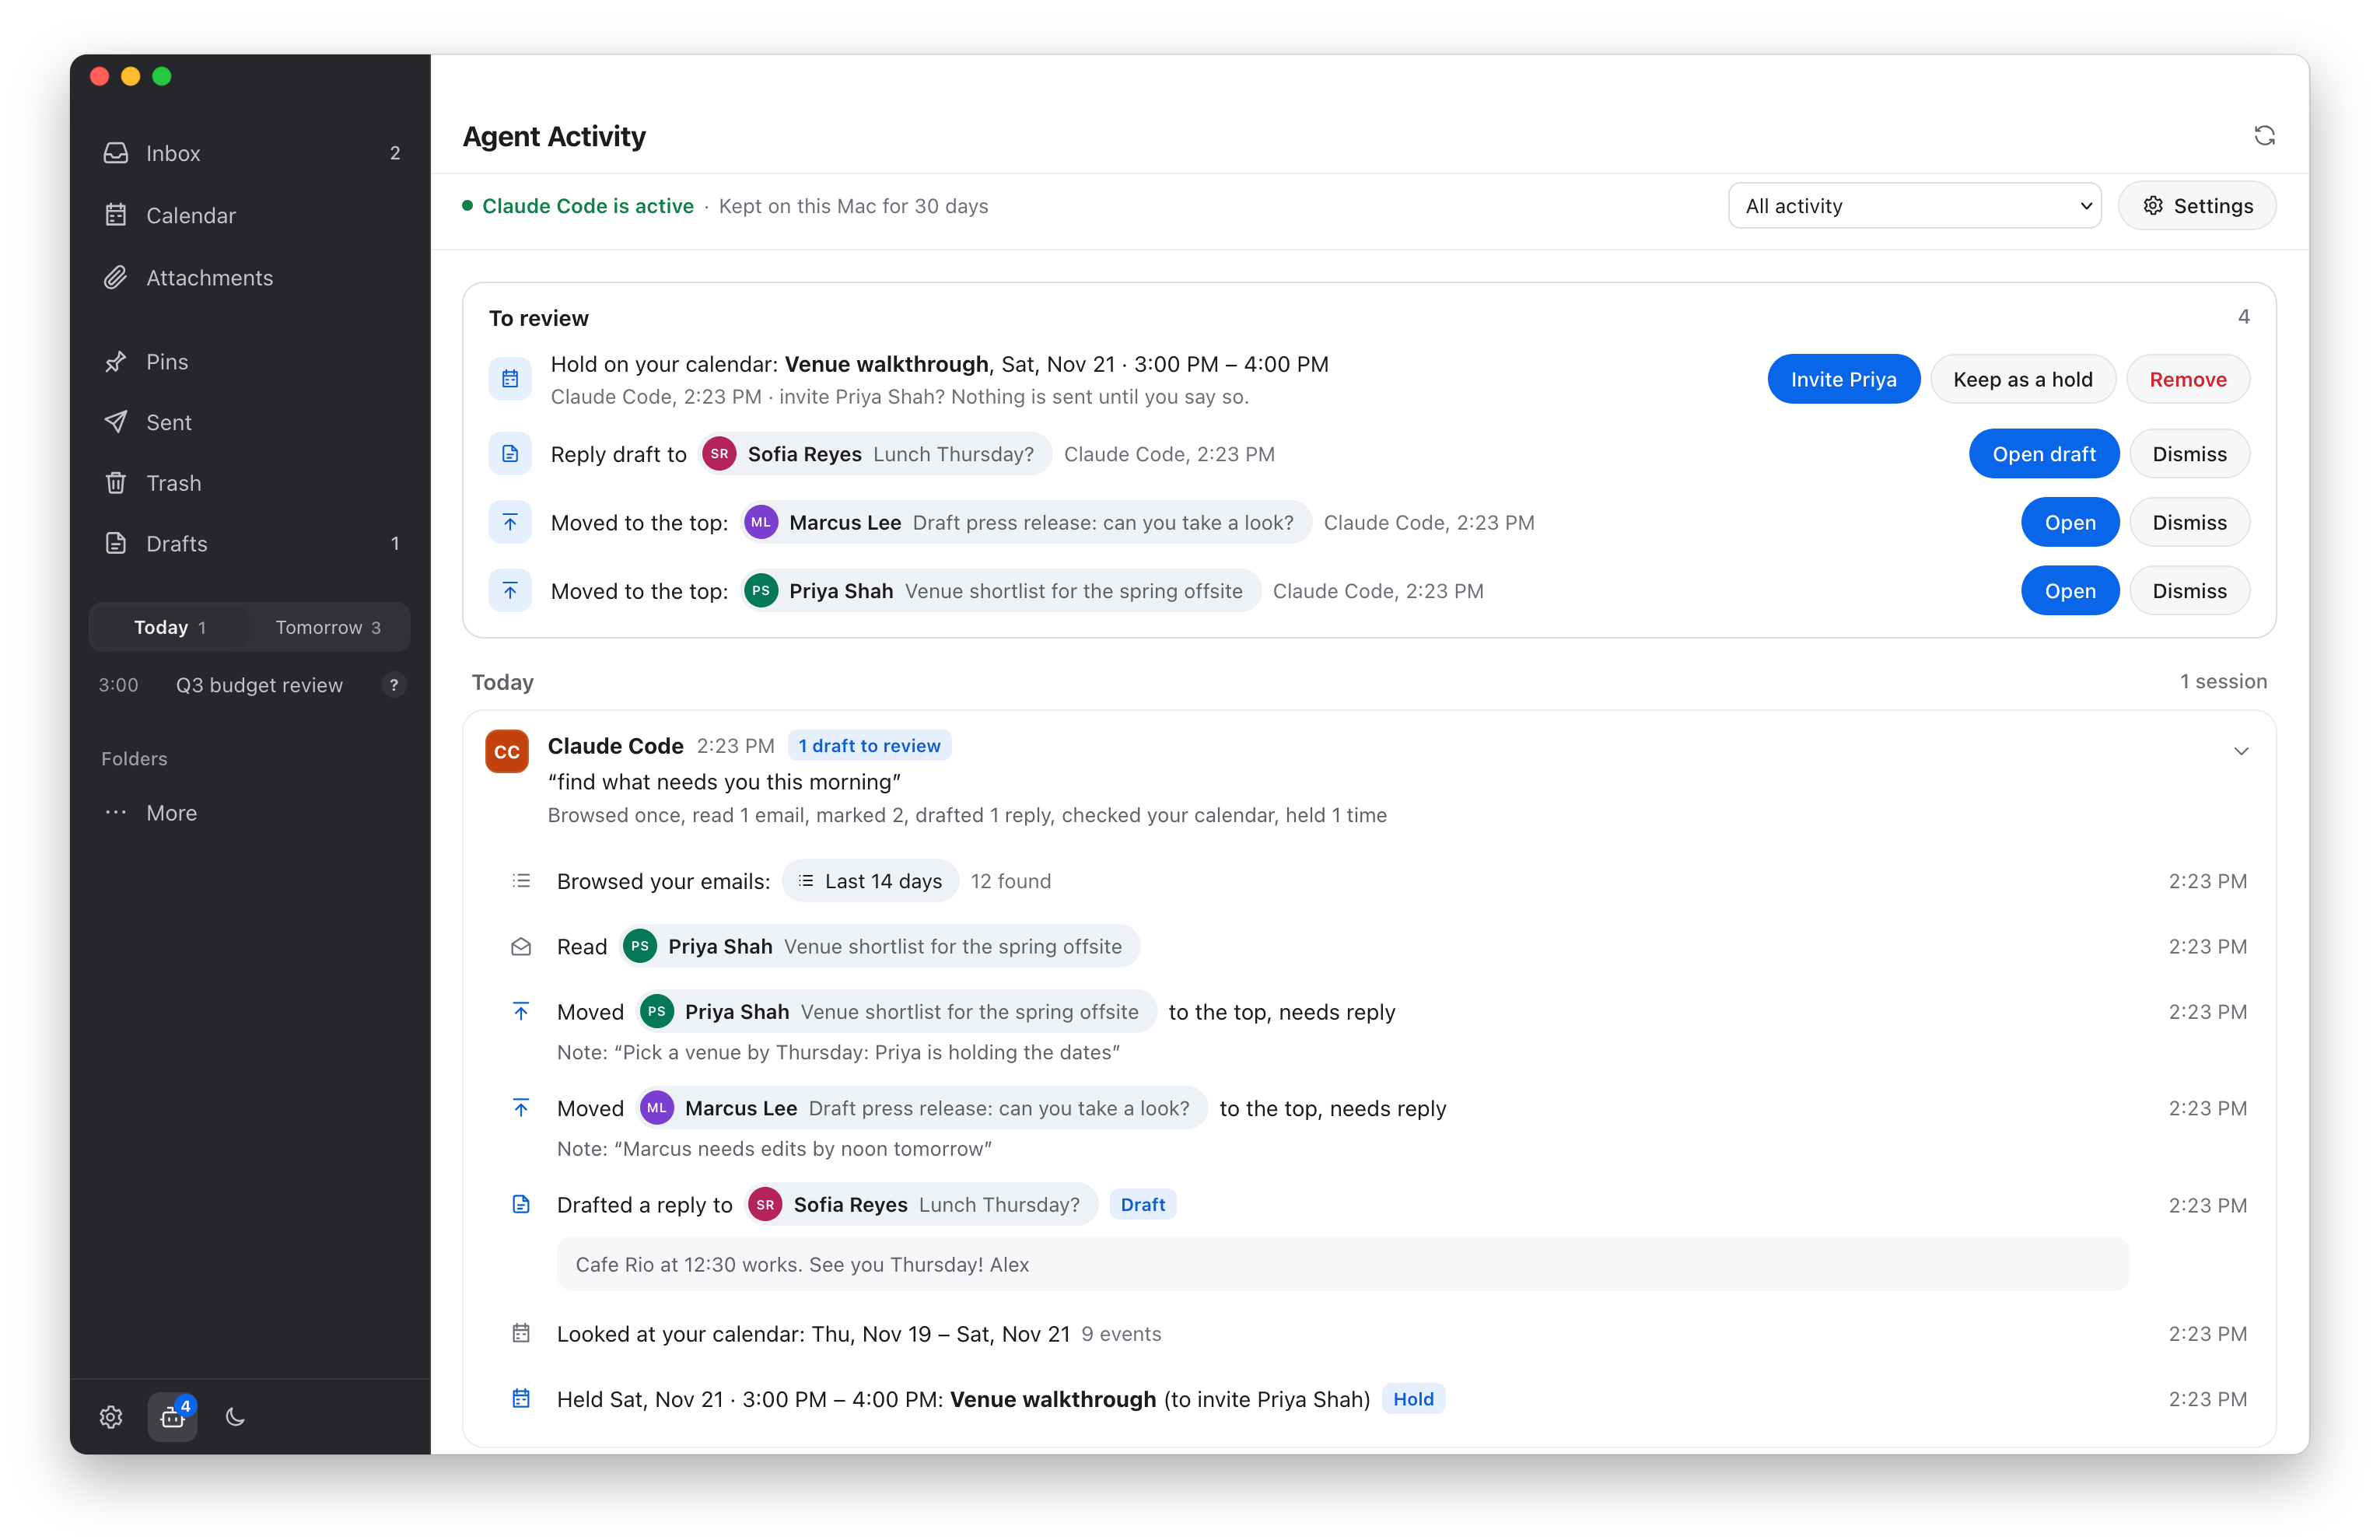 Inbox 2
Calendar
Attachments
Pins
Sent
Trash
Drafts 1
Today 1 Tomorrow 3
3:00 Q3 budget review ?
Folders
More
4
Agent Activity
Claude Code is active · Kept on this Mac for 30 days
All activity
Settings
To review 4
Hold on your calendar: Venue walkthrough, Sat, Nov 21 · 3:00 PM – 4:00 PM
Claude Code, 2:23 PM · invite Priya Shah? Nothing is sent until you say so.
Invite Priya Keep as a hold Remove
Reply draft to SR Sofia Reyes Lunch Thursday? Claude Code, 2:23 PM Open draft Dismiss
Moved to the top: ML Marcus Lee Draft press release: can you take a look? Claude Code, 2:23 PM Open Dismiss
Moved to the top: PS Priya Shah Venue shortlist for the spring offsite Claude Code, 2:23 PM Open Dismiss
Today 1 session
CC Claude Code 2:23 PM 1 draft to review
“find what needs you this morning”
Browsed once, read 1 email, marked 2, drafted 1 reply, checked your calendar, held 1 time
Browsed your emails: Last 14 days 12 found 2:23 PM
Read PS Priya Shah Venue shortlist for the spring offsite 2:23 PM
Moved PS Priya Shah Venue shortlist for the spring offsite to the top, needs reply 2:23 PM
Note: “Pick a venue by Thursday: Priya is holding the dates”
Moved ML Marcus Lee Draft press release: can you take a look? to the top, needs reply 2:23 PM
Note: “Marcus needs edits by noon tomorrow”
Drafted a reply to SR Sofia Reyes Lunch Thursday? Draft 2:23 PM
Cafe Rio at 12:30 works. See you Thursday! Alex
Looked at your calendar: Thu, Nov 19 – Sat, Nov 21 9 events 2:23 PM
Held Sat, Nov 21 · 3:00 PM – 4:00 PM: Venue walkthrough (to invite Priya Shah) Hold 2:23 PM